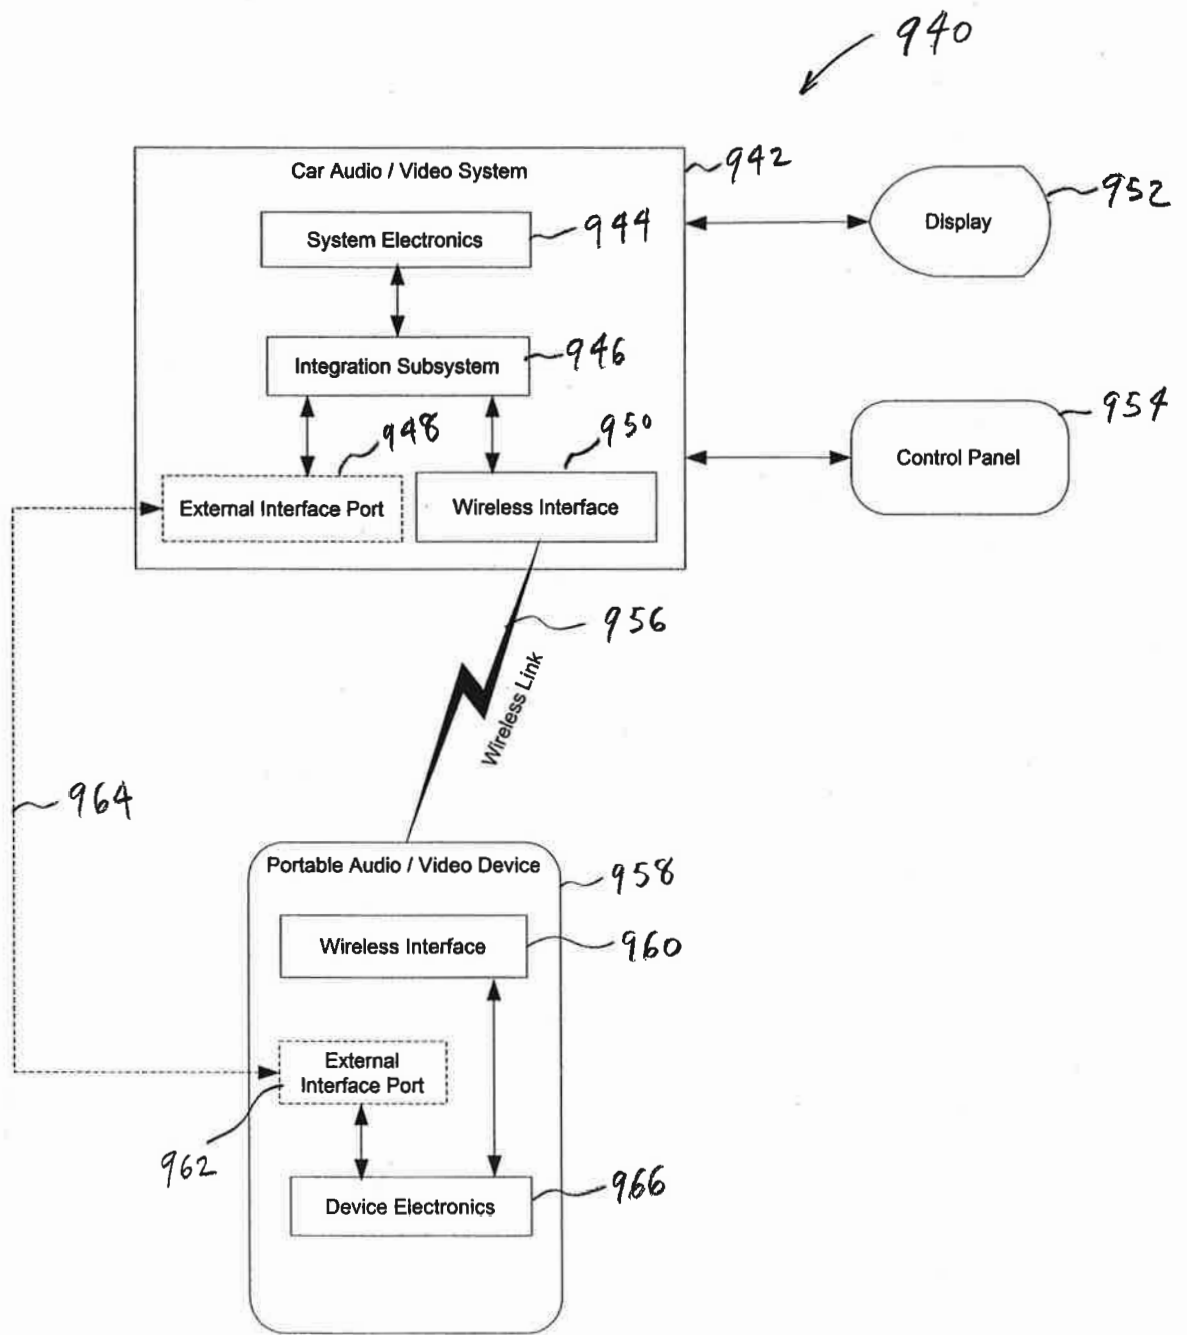 940
Car Audio / Video System
942
952
Display
System Electronics
944
Integration Subsystem
946
948
950
954
Control Panel
External Interface Port
Wireless Interface
956
Wireless Link
964
Portable Audio / Video Device
958
Wireless Interface
960
External
Interface Port
962
966
Device Electronics